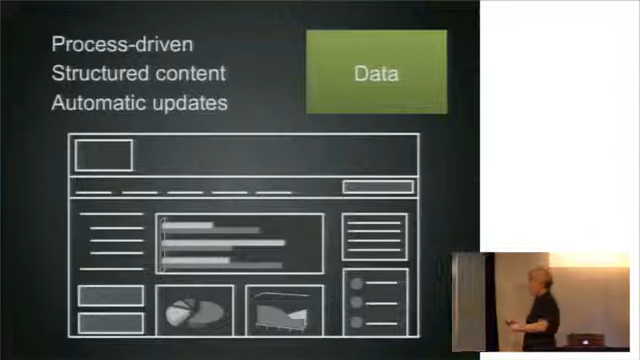 Process-driven
Structured content
Automatic updates
Data